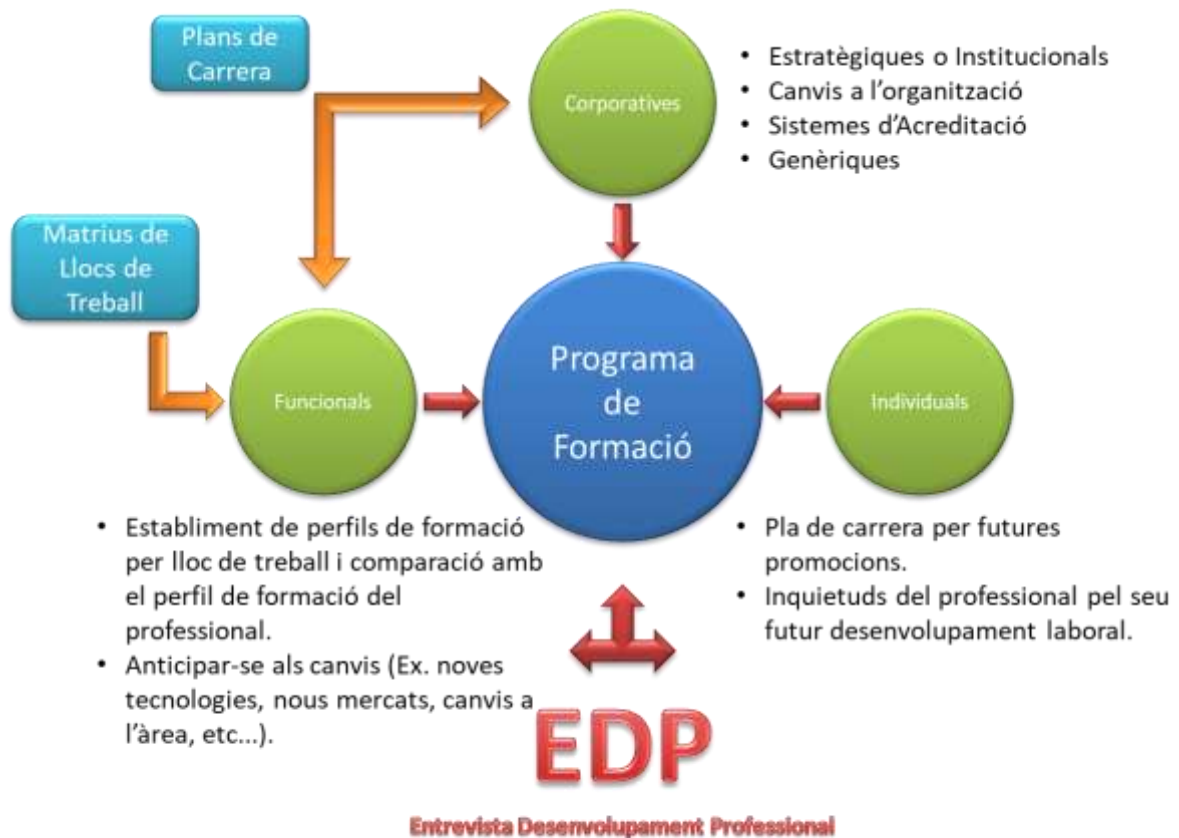 Plans de
Carrera
Corporatives
• Estratègiques o Institucionals
• Canvis a l'organització
• Sistemes d'Acreditació
• Genèriques
Matrius de
Llocs de
Treball
Funcionals
Programa
de
Formació
Individuals
• Establiment de perfils de formació
per lloc de treball i comparació amb
el perfil de formació del
professional.
• Anticipar-se als canvis (Ex. noves
tecnologies, nous mercats, canvis a
l'àrea, etc...).
• Pla de carrera per futures
promocions.
• Inquietuds del professional pel seu
futur desenvolupament laboral.
EDP
Entrevista Desenvolupament Professional